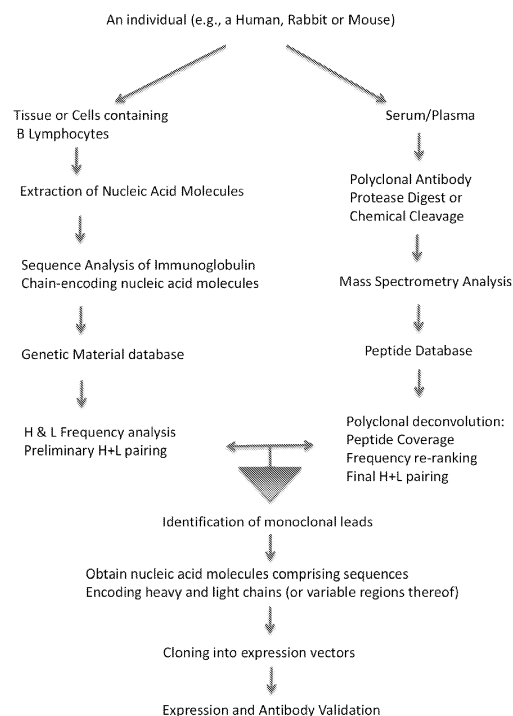 An individual (e.g., a Human, Rabbit or Mouse)
Tissue or Cells containing
B Lymphocytes
Extraction of Nucleic Acid Molecules
Sequence Analysis of Immunoglobulin
Chain-encoding nucleic acid molecules
Genetic Material database
H & L Frequency analysis
Preliminary H+L pairing
Serum/Plasma
Polyclonal Antibody
Protease Digest or
Chemical Cleavage
Mass Spectrometry Analysis
Peptide Database
Polyclonal deconvolution:
Peptide Coverage
Frequency re-ranking
Final H+L pairing
Identification of monoclonal leads
Obtain nucleic acid molecules comprising sequences
Encoding heavy and light chains (or variable regions thereof)
Cloning into expression vectors
Expression and Antibody Validation